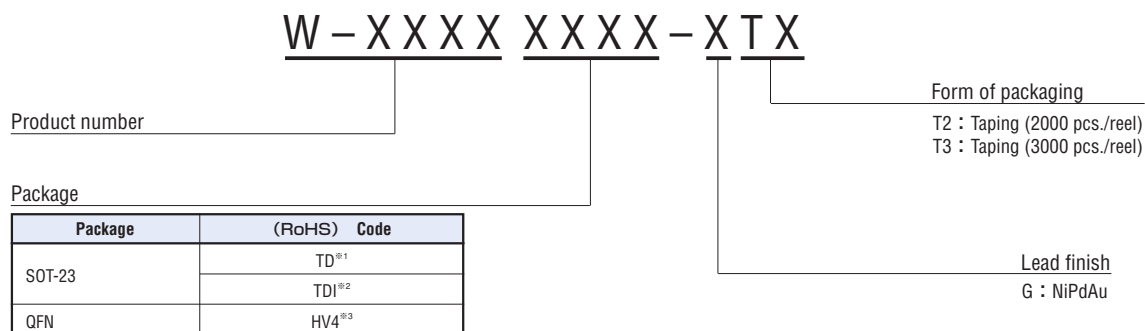 W – X X X X X X X X – X T X
Product number
Form of packaging
T2：Taping (2000 pcs./reel)
T3：Taping (3000 pcs./reel)
Package
Package (RoHS) Code
SOT-23
TD※1
TDI※2
QFN HV4※3
Lead finish
G：NiPdAu